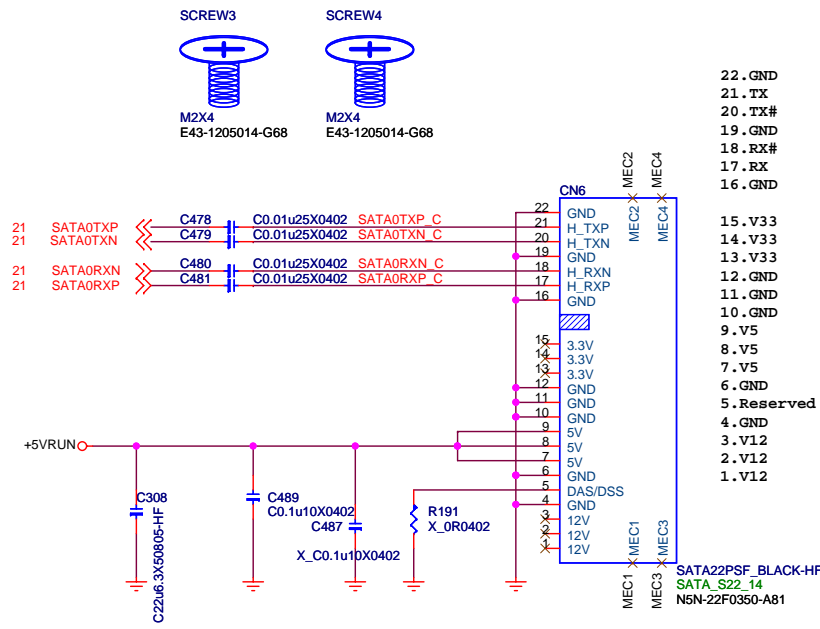 SCREW3 SCREW4
M2X4 M2X4
E43-1205014-G68 E43-1205014-G68
22.GND
21.TX
20.TX#
19.GND
18.RX#
17.RX
16.GND
15.V33
14.V33
13.V33
12.GND
11.GND
10.GND
9.V5
8.V5
7.V5
6.GND
5.Reserved
4.GND
3.V12
2.V12
1.V12
MEC2 MEC4
CN6
21 SATA0TXP C478 C0.01u25X0402 SATA0TXP_C
21 SATA0TXN C479 C0.01u25X0402 SATA0TXN_C
21 SATA0RXN C480 C0.01u25X0402 SATA0RXN_C
21 SATA0RXP C481 C0.01u25X0402 SATA0RXP_C
22 GND
21 H_TXP
20 H_TXN
19 GND
18 H_RXN
17 H_RXP
16 GND
MEC2 MEC4
15 3.3V
14 3.3V
13 3.3V
12 GND
11 GND
10 GND
9 5V
8 5V
7 5V
6 GND
5 DAS/DSS
4 GND
3 12V
2 12V
1 12V
MEC1 MEC3
+5VRUN
C308
C22u6.3X50805-HF
C489
C0.1u10X0402
C487
X_C0.1u10X0402
R191
X_0R0402
MEC1 MEC3
SATA22PSF_BLACK-HF
SATA_S22_14
N5N-22F0350-A81